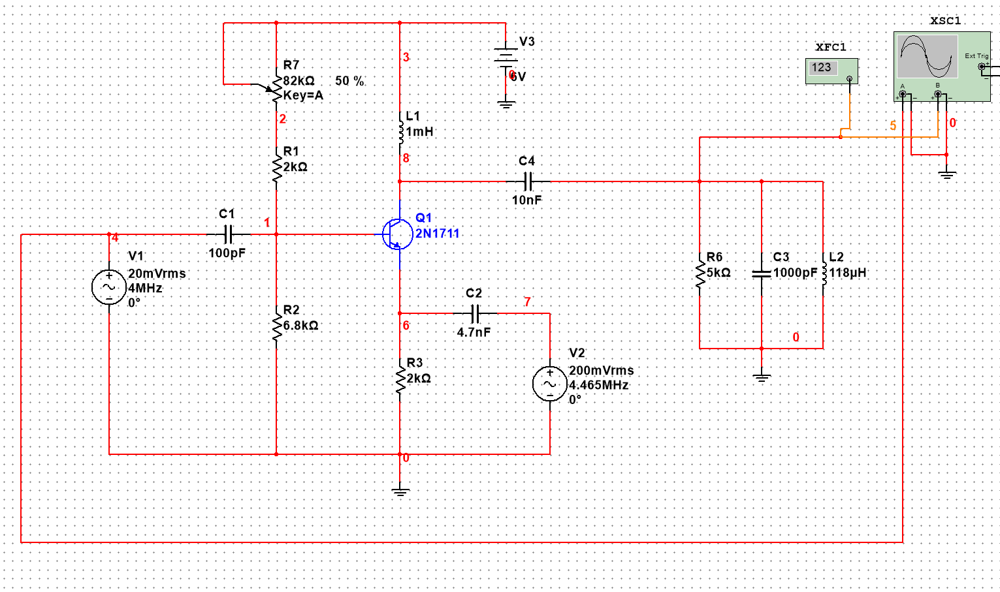 XSC1
XFC1
123
Ext Trig
+
−
A
B
+
−
+
−
V3
6V
0
3
R7
82kΩ
50 %
Key=A
2
L1
1mH
5
0
R1
2kΩ
8
C4
10nF
C1
100pF
1
Q1
2N1711
4
V1
20mVrms
4MHz
0°
+
−
R6
5kΩ
C3
1000pF
L2
118µH
C2
4.7nF
7
R2
6.8kΩ
6
0
V2
200mVrms
4.465MHz
0°
+
−
R3
2kΩ
0